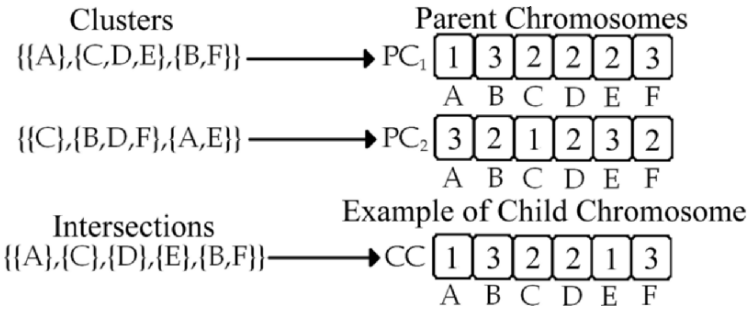 Clusters Parent Chromosomes
{{A},{C,D,E},{B,F}} PC₁ 1 3 2 2 2 3
A B C D E F
{{C},{B,D,F},{A,E}} PC₂ 3 2 1 2 3 2
A B C D E F
Intersections Example of Child Chromosome
{{A},{C},{D},{E},{B,F}} CC 1 3 2 2 1 3
A B C D E F